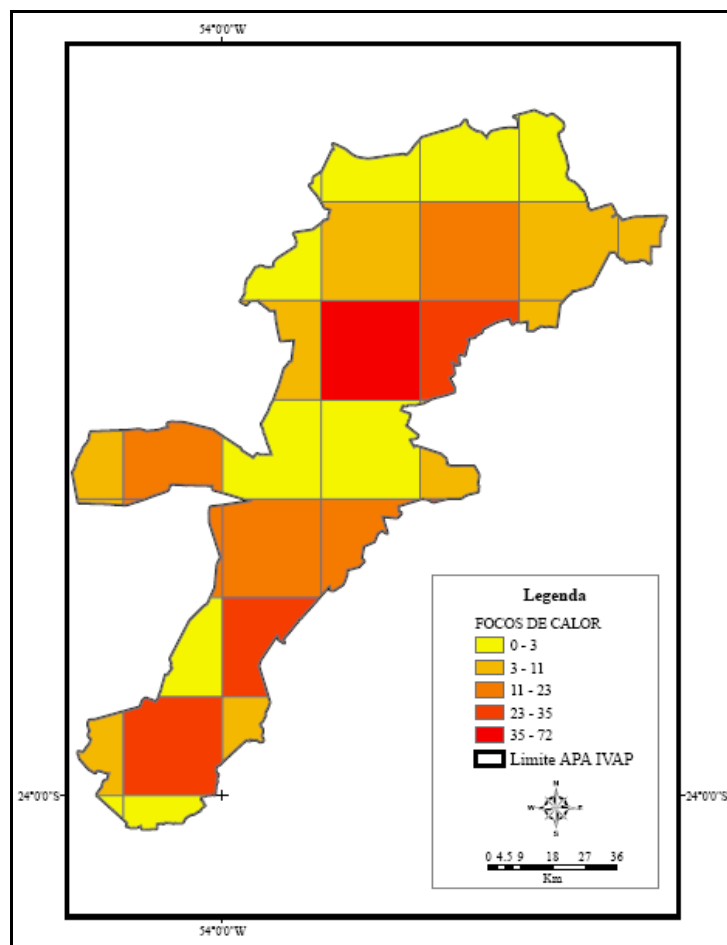 54°0'0"W
24°0'0"S
24°0'0"S
Legenda
FOCOS DE CALOR
0 - 3
3 - 11
11 - 23
23 - 35
35 - 72
Limite APA IVAP
N
W E
S
0 4.5 9 18 27 36
Km
54°0'0"W